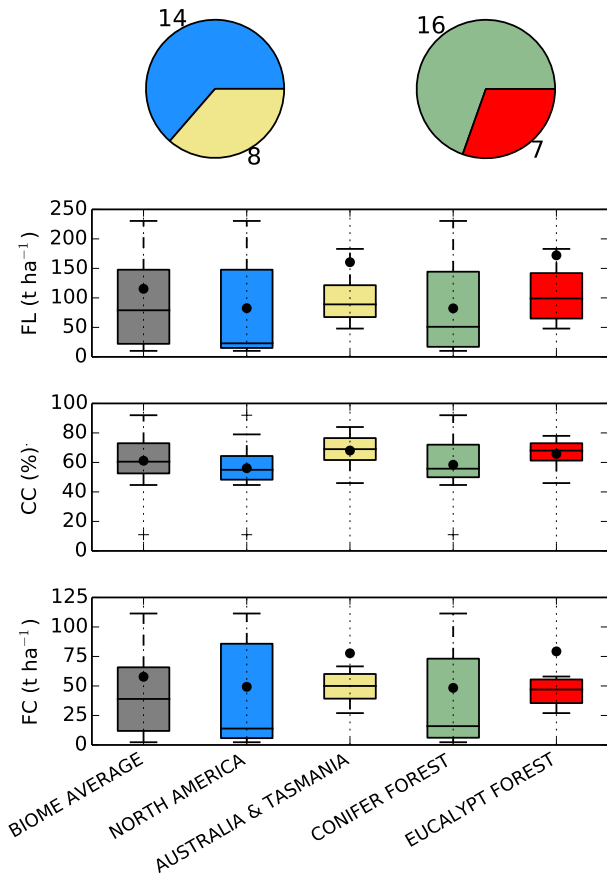 14
16
8
7
FL (t ha−1)
250
200
150
100
50
0
CC (%)
100
80
60
40
20
0
FC (t ha−1)
125
100
75
50
25
0
BIOME AVERAGE
NORTH AMERICA
AUSTRALIA & TASMANIA
CONIFER FOREST
EUCALYPT FOREST